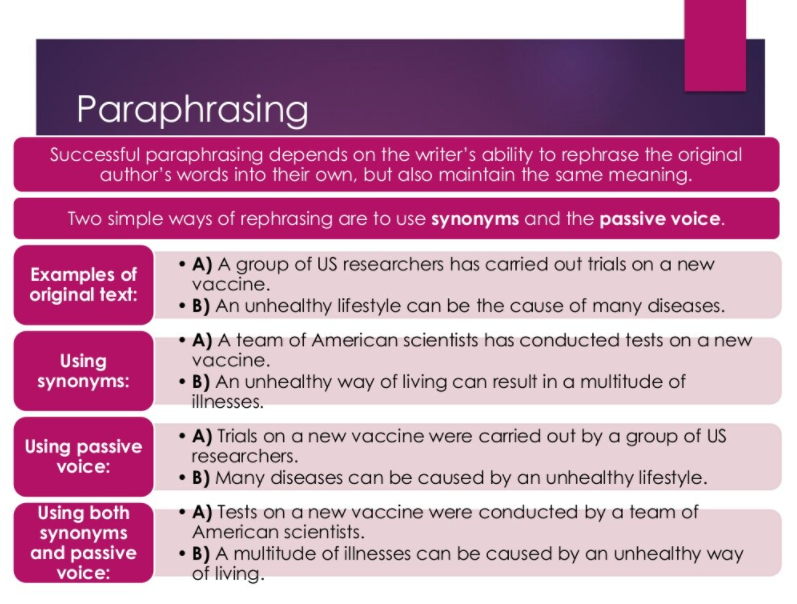 Paraphrasing
Successful paraphrasing depends on the writer's ability to rephrase the original
author's words into their own, but also maintain the same meaning.
Two simple ways of rephrasing are to use synonyms and the passive voice.
Examples of
original text:
• A) A group of US researchers has carried out trials on a new
vaccine.
• B) An unhealthy lifestyle can be the cause of many diseases.
Using
synonyms:
• A) A team of American scientists has conducted tests on a new
vaccine.
• B) An unhealthy way of living can result in a multitude of
illnesses.
Using passive
voice:
• A) Trials on a new vaccine were carried out by a group of US
researchers.
• B) Many diseases can be caused by an unhealthy lifestyle.
Using both
synonyms
and passive
voice:
• A) Tests on a new vaccine were conducted by a team of
American scientists.
• B) A multitude of illnesses can be caused by an unhealthy way
of living.